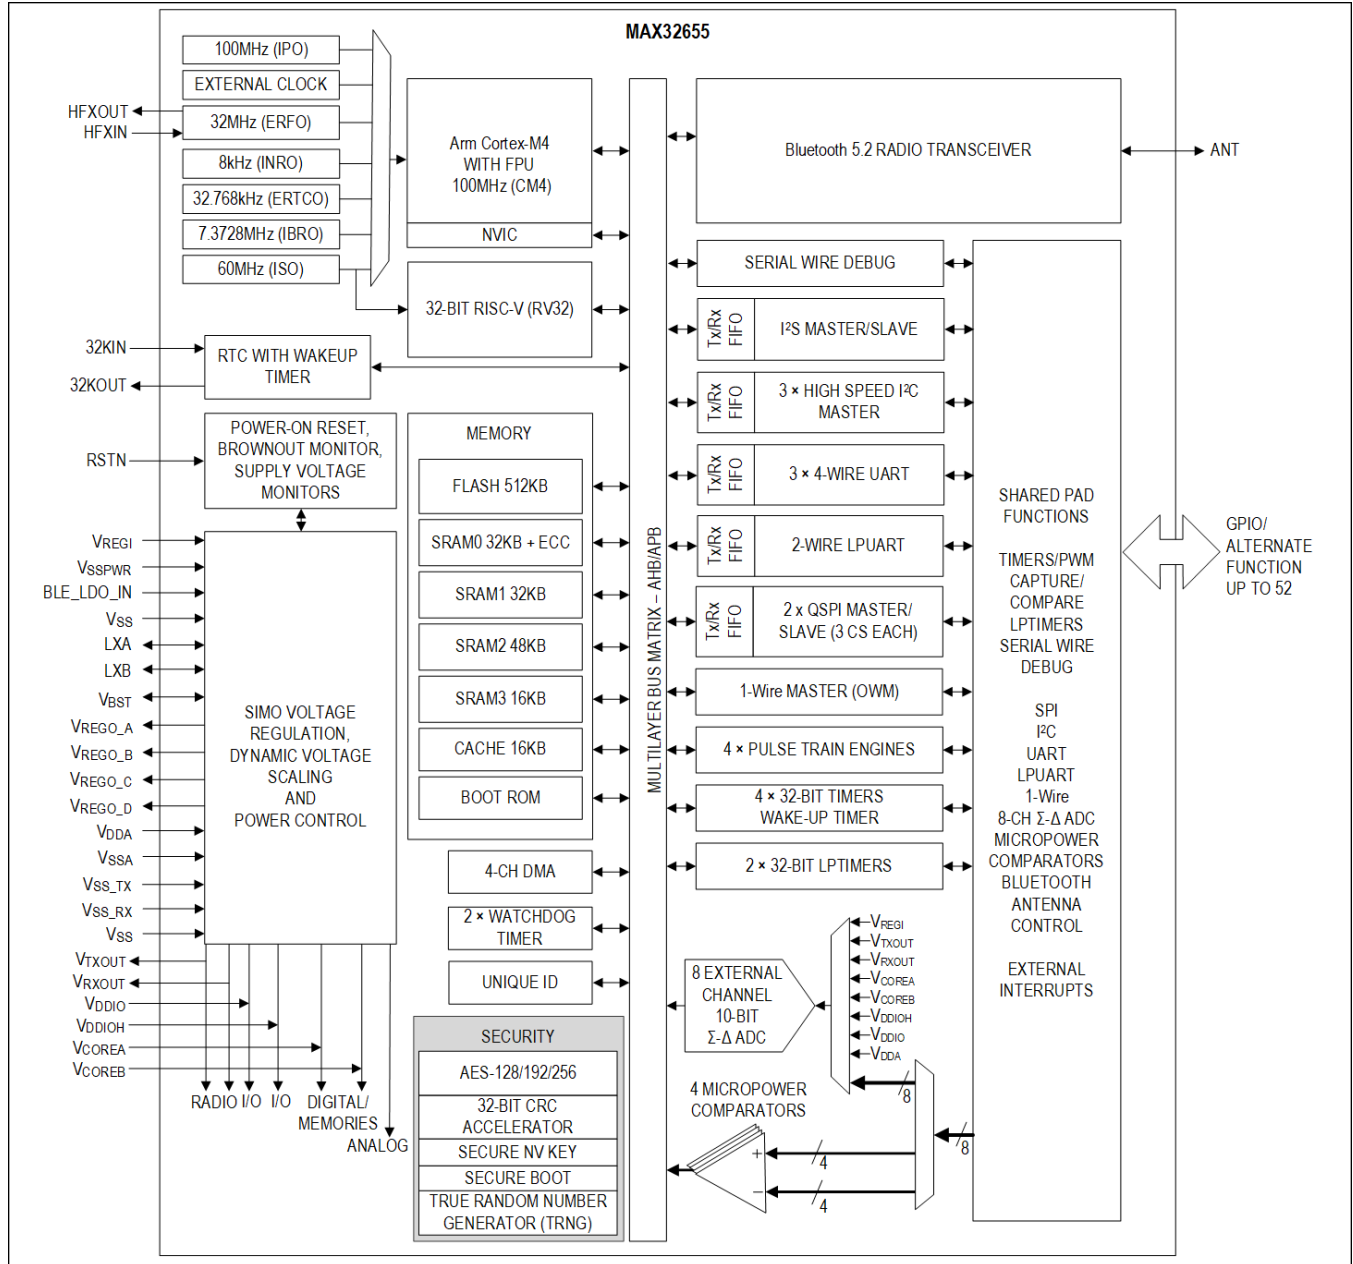 MAX32655
100MHz (IPO)
EXTERNAL CLOCK
HFXOUT
HFXIN
32MHz (ERFO)
8kHz (INRO)
32.768kHz (ERTCO)
7.3728MHz (IBRO)
60MHz (ISO)
Arm Cortex-M4
WITH FPU
100MHz (CM4)
NVIC
32-BIT RISC-V (RV32)
32KIN
32KOUT
RTC WITH WAKEUP
TIMER
RSTN
POWER-ON RESET,
BROWNOUT MONITOR,
SUPPLY VOLTAGE
MONITORS
VREGI
VSSPWR
BLE_LDO_IN
VSS
LXA
LXB
VBST
VREGO_A
VREGO_B
VREGO_C
VREGO_D
VDDA
VSSA
VSS_TX
VSS_RX
VSS
VTXOUT
VRXOUT
VDDIO
VDDIOH
VCOREA
VCOREB
SIMO VOLTAGE
REGULATION,
DYNAMIC VOLTAGE
SCALING
AND
POWER CONTROL
RADIO
I/O
I/O
DIGITAL/
MEMORIES
ANALOG
MEMORY
FLASH 512KB
SRAM0 32KB + ECC
SRAM1 32KB
SRAM2 48KB
SRAM3 16KB
CACHE 16KB
BOOT ROM
4-CH DMA
2 × WATCHDOG
TIMER
UNIQUE ID
SECURITY
AES-128/192/256
32-BIT CRC
ACCELERATOR
SECURE NV KEY
SECURE BOOT
TRUE RANDOM NUMBER
GENERATOR (TRNG)
MULTILAYER BUS MATRIX – AHB/APB
Bluetooth 5.2 RADIO TRANSCEIVER
ANT
SERIAL WIRE DEBUG
Tx/Rx
FIFO
I²S MASTER/SLAVE
Tx/Rx
FIFO
3 × HIGH SPEED I²C
MASTER
Tx/Rx
FIFO
3 × 4-WIRE UART
Tx/Rx
FIFO
2-WIRE LPUART
Tx/Rx
FIFO
2 x QSPI MASTER/
SLAVE (3 CS EACH)
1-Wire MASTER (OWM)
4 × PULSE TRAIN ENGINES
4 × 32-BIT TIMERS
WAKE-UP TIMER
2 × 32-BIT LPTIMERS
8 EXTERNAL
CHANNEL
10-BIT
Σ-Δ ADC
VREGI
VTXOUT
VRXOUT
VCOREA
VCOREB
VDDIOH
VDDIO
VDDA
8
4 MICROPOWER
COMPARATORS
+
4
−
4
8
SHARED PAD
FUNCTIONS
TIMERS/PWM
CAPTURE/
COMPARE
LPTIMERS
SERIAL WIRE
DEBUG
SPI
I²C
UART
LPUART
1-Wire
8-CH Σ-Δ ADC
MICROPOWER
COMPARATORS
BLUETOOTH
ANTENNA
CONTROL
EXTERNAL
INTERRUPTS
GPIO/
ALTERNATE
FUNCTION
UP TO 52